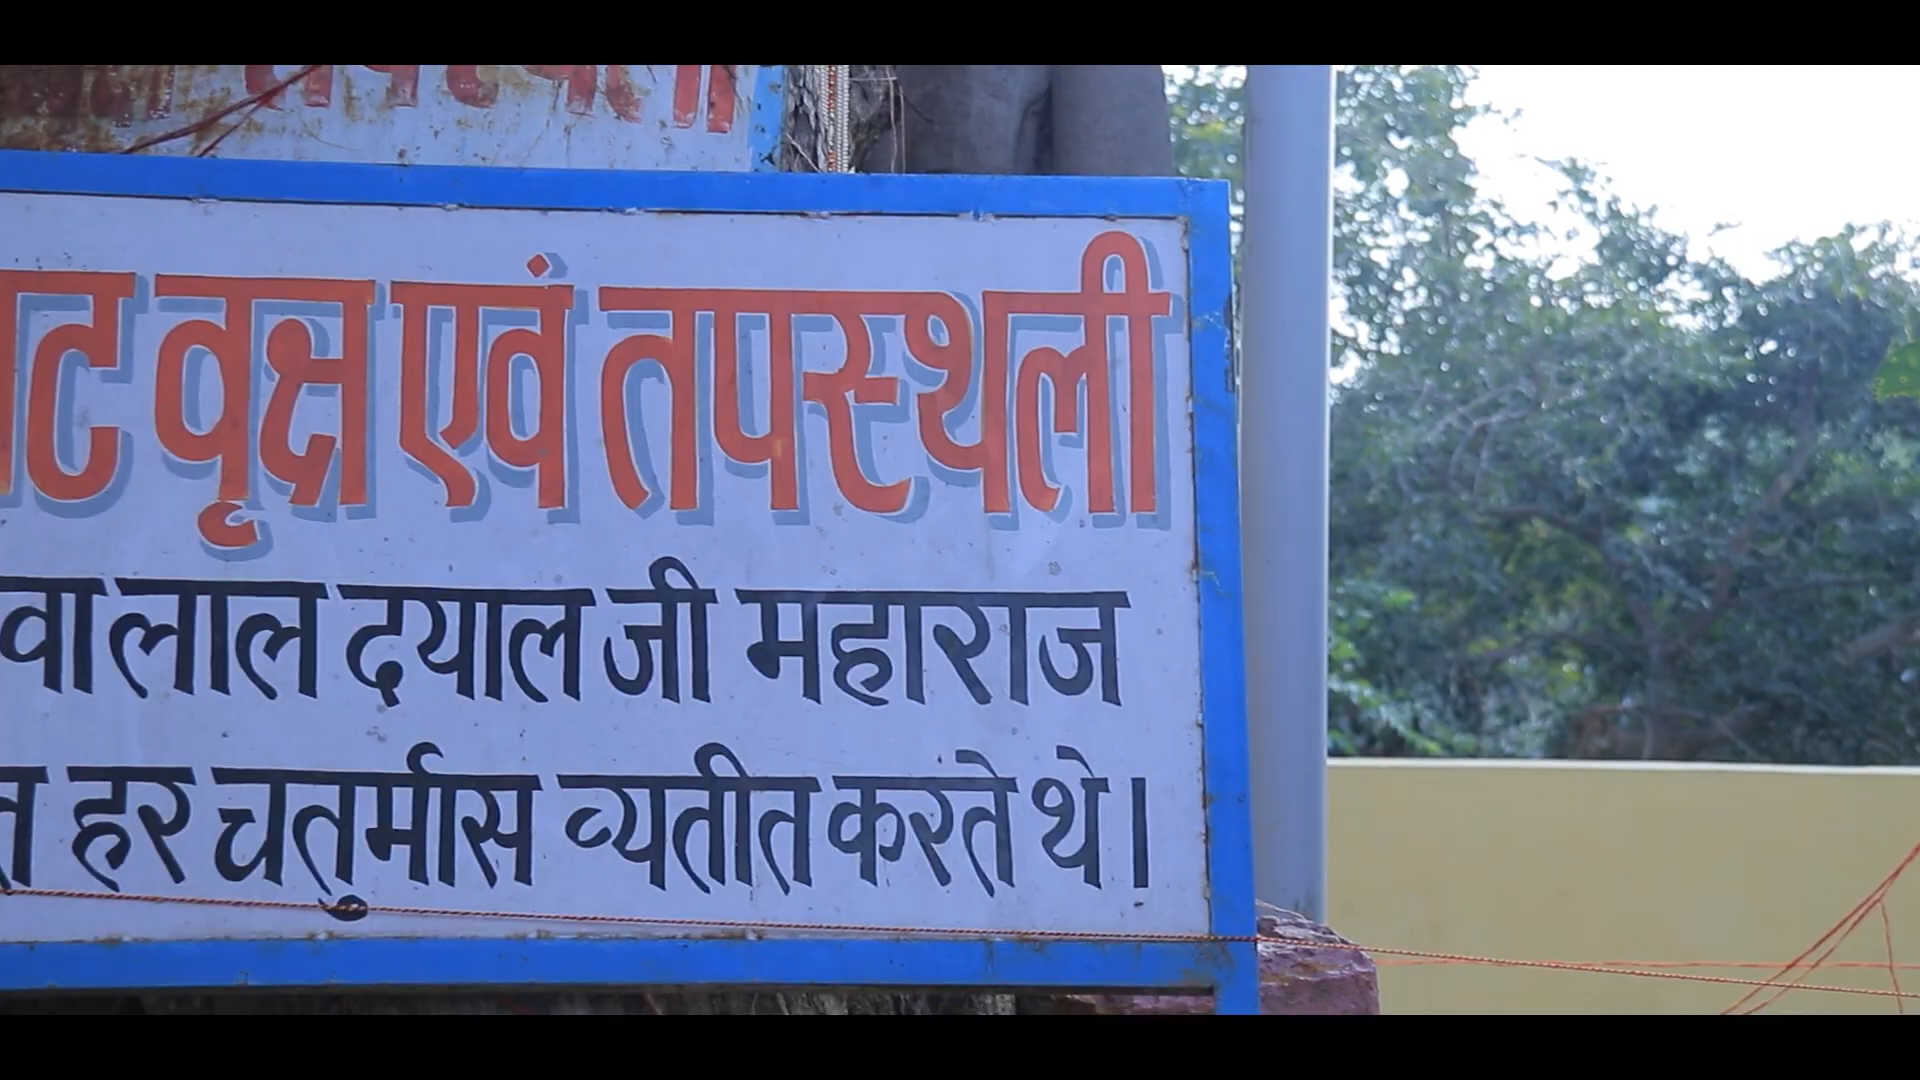 वृक्ष एवं तपस्थली
लाल दयाल जी महाराज
हर चतुर्मास व्यतीत करते थे।